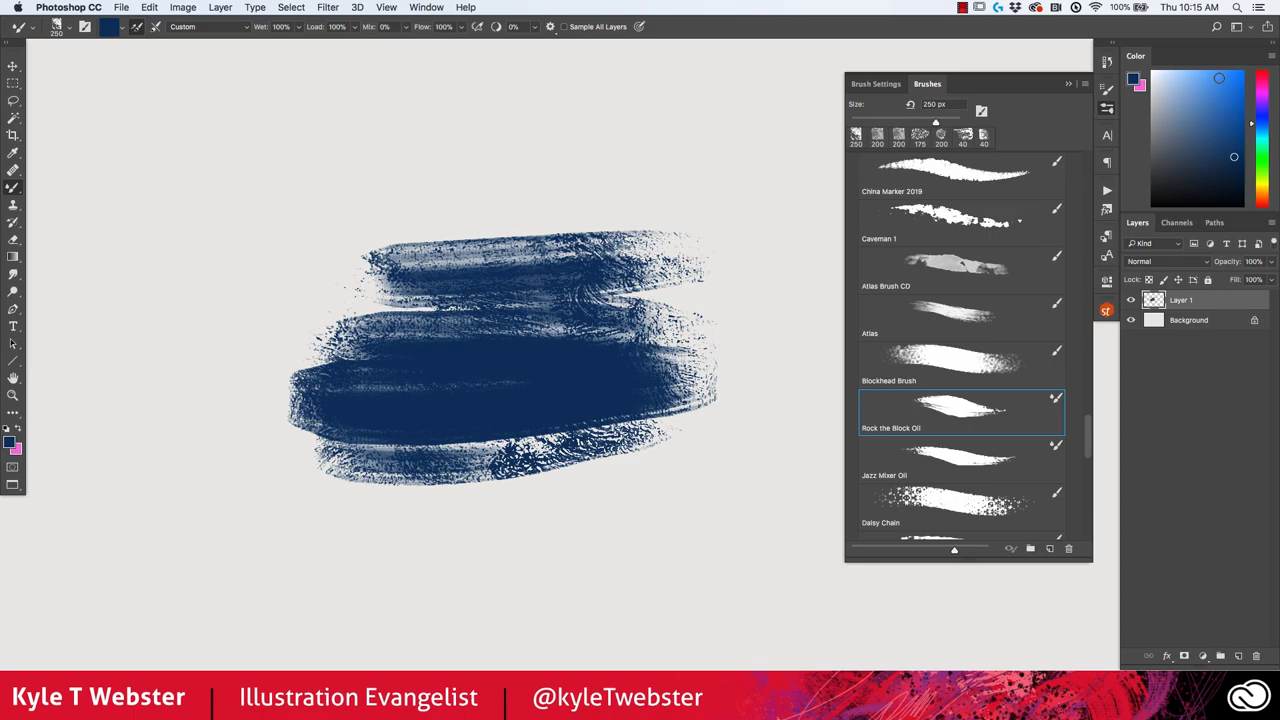 Photoshop CC File Edit Image Layer Type Select Filter 3D View Window Help 100% Thu 10:15 AM
250 Custom Wet: 100% Load: 100% Mix: 0% Flow: 100% 0% Sample All Layers
Color
Brush Settings Brushes
Size: 250 px
250 200 200 175 200 40 40
China Marker 2019
Caveman 1
Atlas Brush CD
Atlas
Blockhead Brush
Rock the Block Oil
Jazz Mixer Oil
Daisy Chain
Layers Channels Paths
Kind
Normal Opacity: 100%
Lock: Fill: 100%
Layer 1
Background
Kyle T Webster | Illustration Evangelist | @kyleTwebster